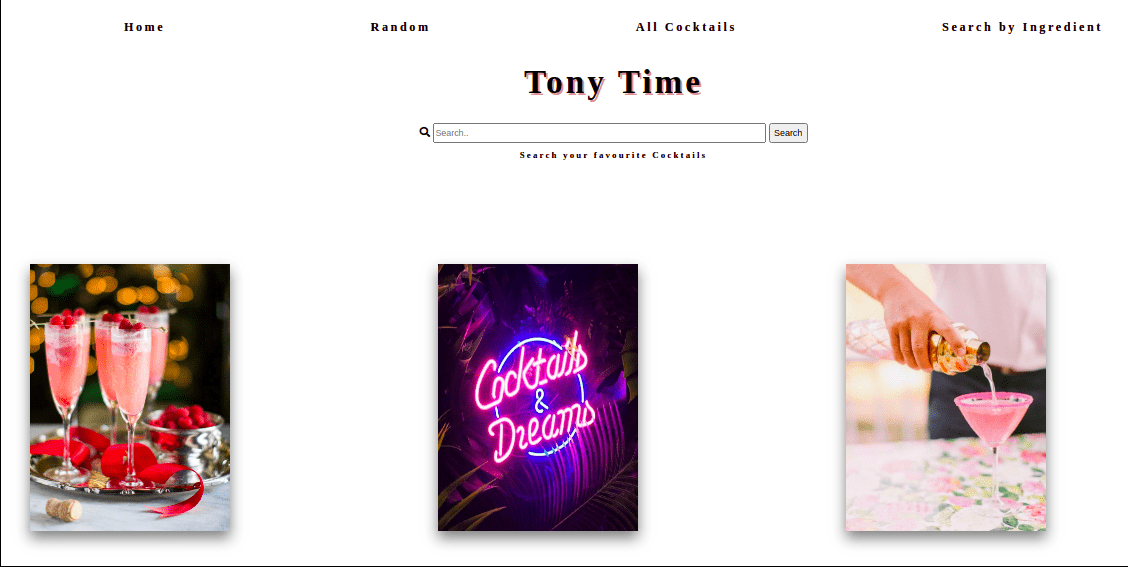 Home Random All Cocktails Search by Ingredient
Tony Time
Search.. Search
Search your favourite Cocktails
Cocktails
&
Dreams